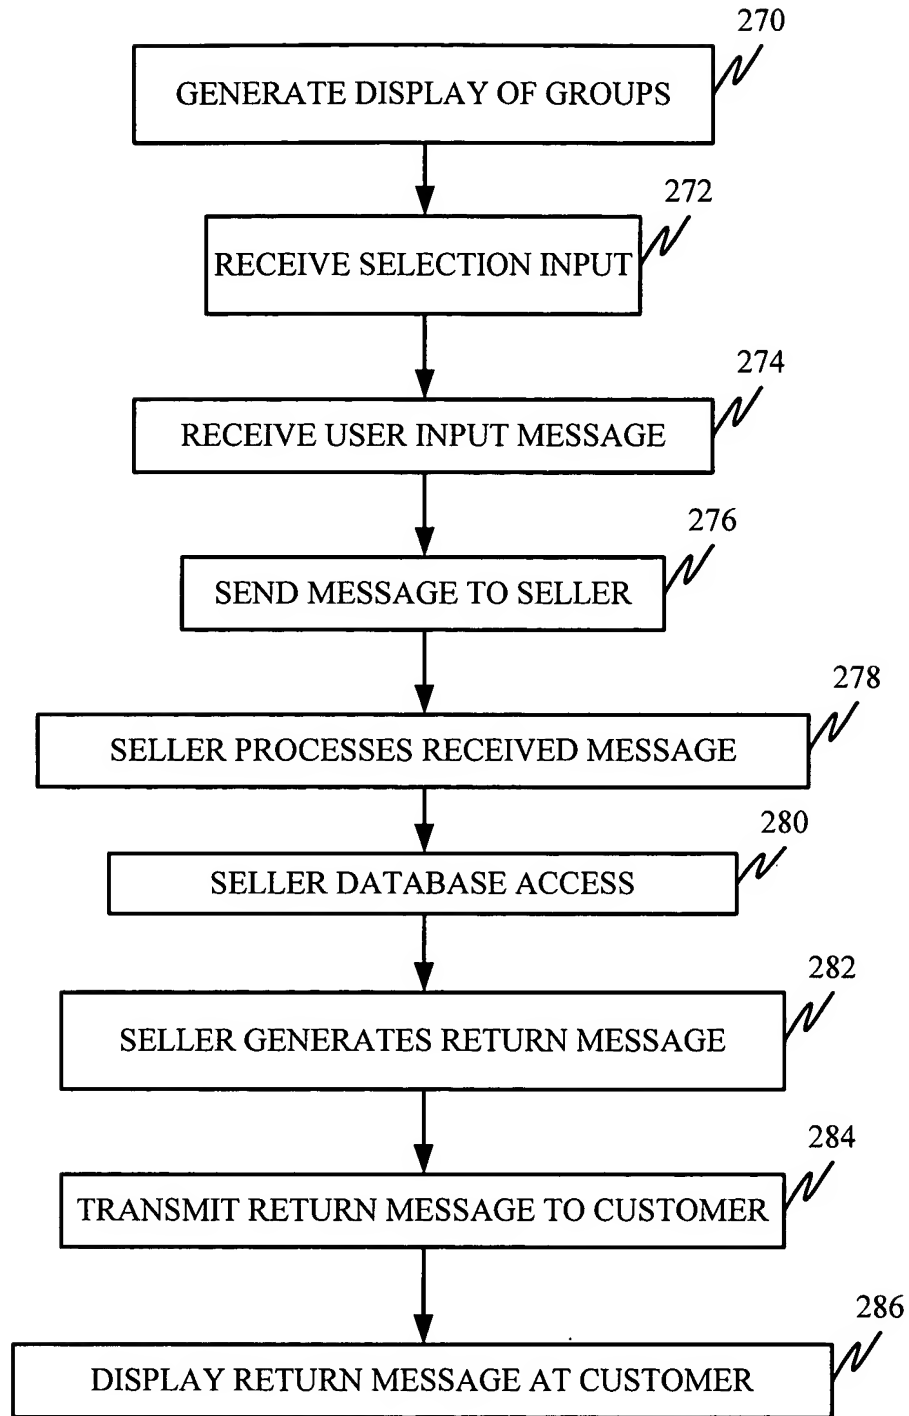 270
GENERATE DISPLAY OF GROUPS
272
RECEIVE SELECTION INPUT
274
RECEIVE USER INPUT MESSAGE
276
SEND MESSAGE TO SELLER
278
SELLER PROCESSES RECEIVED MESSAGE
280
SELLER DATABASE ACCESS
282
SELLER GENERATES RETURN MESSAGE
284
TRANSMIT RETURN MESSAGE TO CUSTOMER
286
DISPLAY RETURN MESSAGE AT CUSTOMER